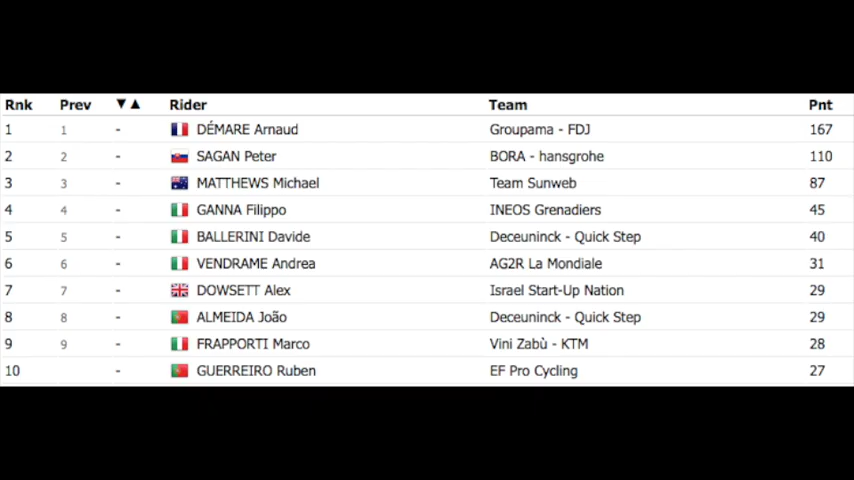 Rnk Prev ▼▲ Rider Team Pnt
1 1 - DÉMARE Arnaud Groupama - FDJ 167
2 2 - SAGAN Peter BORA - hansgrohe 110
3 3 - MATTHEWS Michael Team Sunweb 87
4 4 - GANNA Filippo INEOS Grenadiers 45
5 5 - BALLERINI Davide Deceuninck - Quick Step 40
6 6 - VENDRAME Andrea AG2R La Mondiale 31
7 7 - DOWSETT Alex Israel Start-Up Nation 29
8 8 - ALMEIDA João Deceuninck - Quick Step 29
9 9 - FRAPPORTI Marco Vini Zabù - KTM 28
10 - GUERREIRO Ruben EF Pro Cycling 27